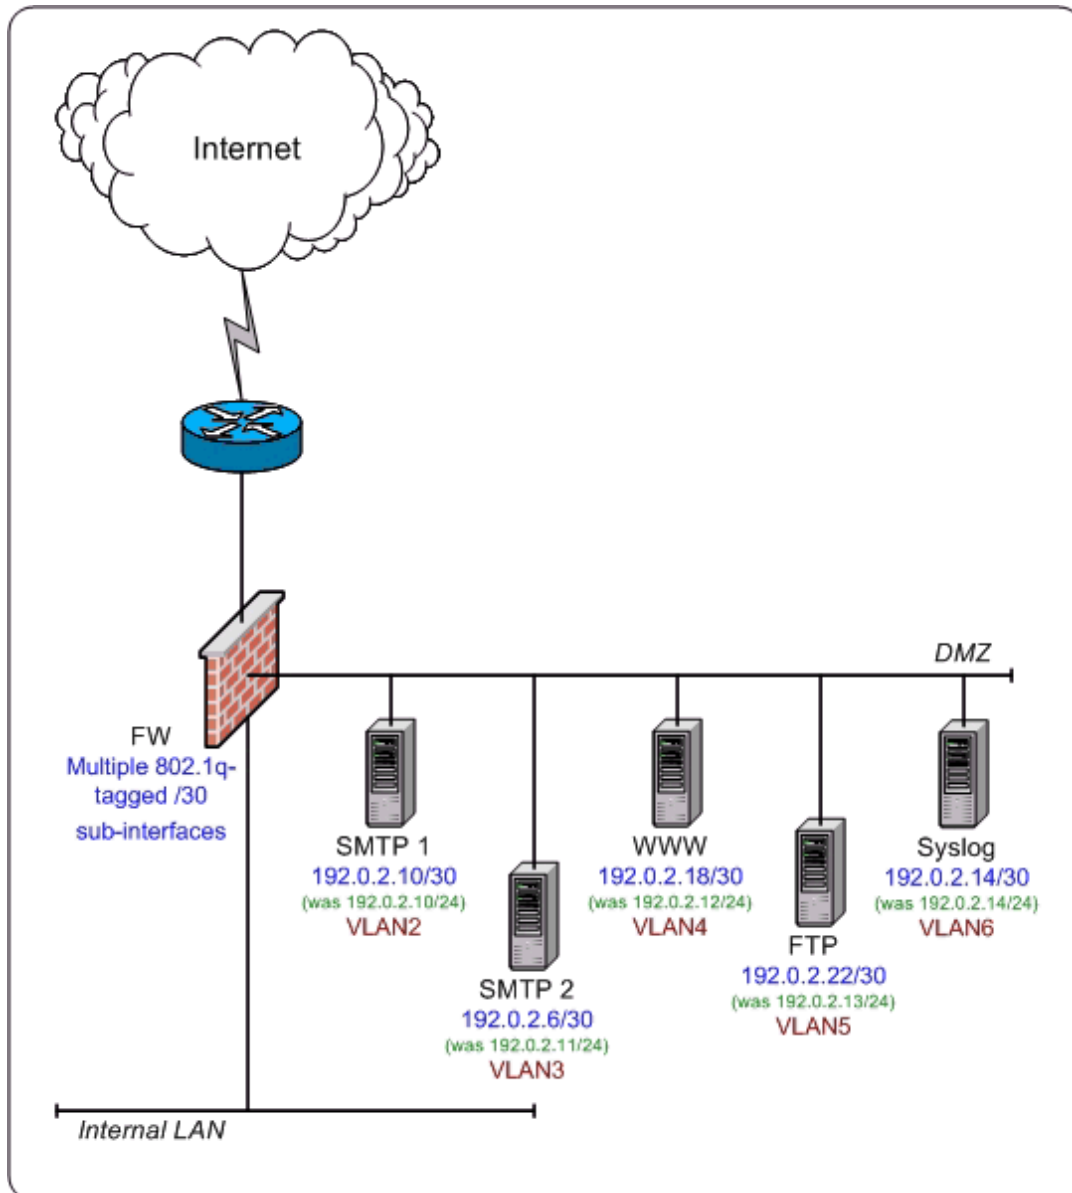 Internet
DMZ
FW
Multiple 802.1q-
tagged /30
sub-interfaces
SMTP 1
192.0.2.10/30
(was 192.0.2.10/24)
VLAN2
SMTP 2
192.0.2.6/30
(was 192.0.2.11/24)
VLAN3
WWW
192.0.2.18/30
(was 192.0.2.12/24)
VLAN4
FTP
192.0.2.22/30
(was 192.0.2.13/24)
VLAN5
Syslog
192.0.2.14/30
(was 192.0.2.14/24)
VLAN6
Internal LAN